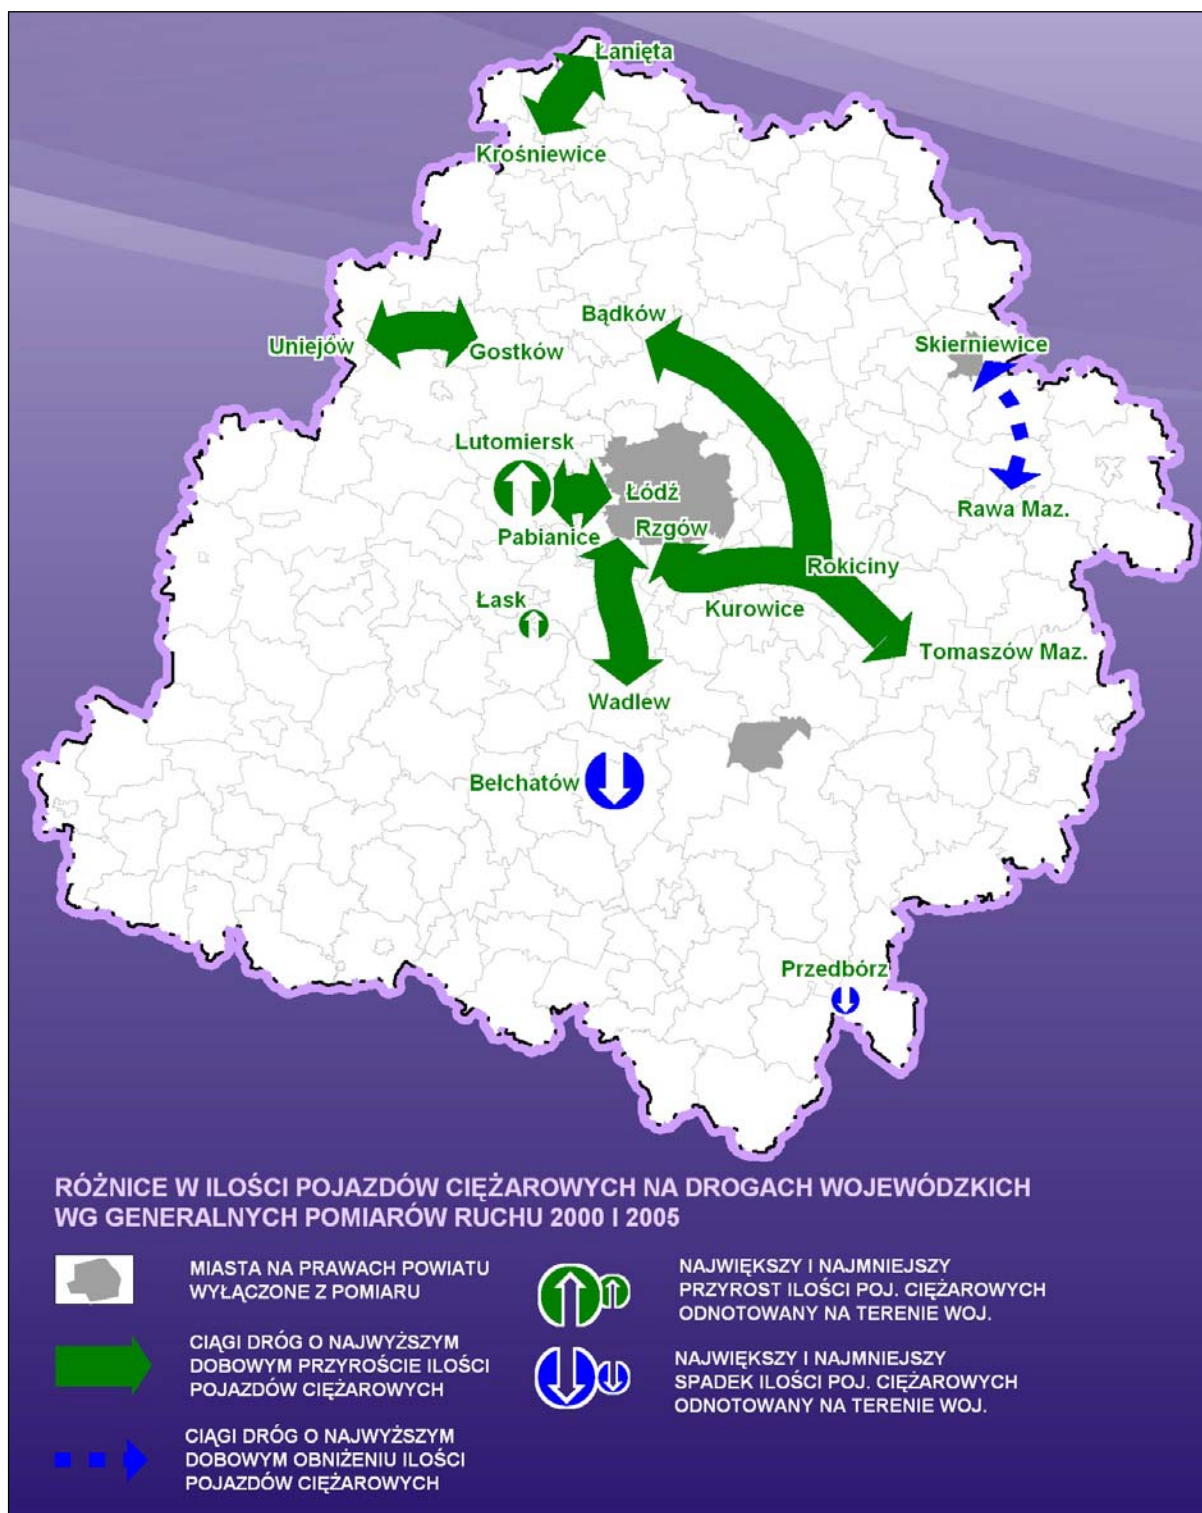 Łanięta
Krośniewice
Bądków
Uniejów
Gostków
Skierniewice
Lutomiersk
Łódź
Pabianice
Rzgów
Rawa Maz.
Rokiciny
Łask
Kurowice
Tomaszów Maz.
Wadlew
Bełchatów
Przedbórz
RÓŻNICE W ILOŚCI POJAZDÓW CIĘŻAROWYCH NA DROGACH WOJEWÓDZKICH
WG GENERALNYCH POMIARÓW RUCHU 2000 I 2005
MIASTA NA PRAWACH POWIATU
WYŁĄCZONE Z POMIARU
CIĄGI DRÓG O NAJWYŻSZYM
DOBOWYM PRZYROŚCIE ILOŚCI
POJAZDÓW CIĘŻAROWYCH
CIĄGI DRÓG O NAJWYŻSZYM
DOBOWYM OBNIŻENIU ILOŚCI
POJAZDÓW CIĘŻAROWYCH
NAJWIĘKSZY I NAJMNIEJSZY
PRZYROST ILOŚCI POJ. CIĘŻAROWYCH
ODNOTOWANY NA TERENIE WOJ.
NAJWIĘKSZY I NAJMNIEJSZY
SPADEK ILOŚCI POJ. CIĘŻAROWYCH
ODNOTOWANY NA TERENIE WOJ.